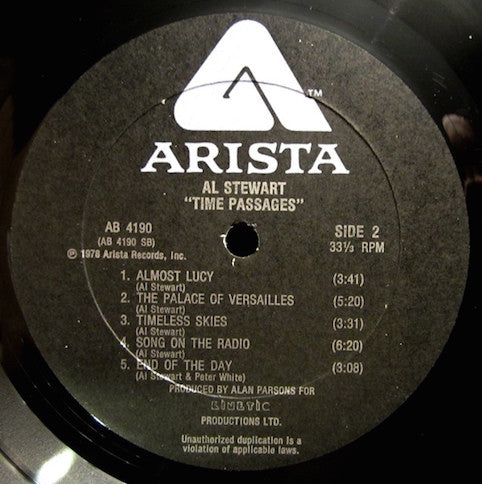 TM
ARISTA
AL STEWART
"TIME PASSAGES"
AB 4190
(AB 4190 SB)
℗ 1978 Arista Records, Inc.
SIDE 2
33⅓ RPM
1. ALMOST LUCY (3:41)
(Al Stewart)
2. THE PALACE OF VERSAILLES (5:20)
(Al Stewart)
3. TIMELESS SKIES (3:31)
(Al Stewart)
4. SONG ON THE RADIO (6:20)
(Al Stewart)
5. END OF THE DAY (3:08)
(Al Stewart & Peter White)
PRODUCED BY ALAN PARSONS FOR
KINETIC
PRODUCTIONS LTD.
Unauthorized duplication is a
violation of applicable laws.